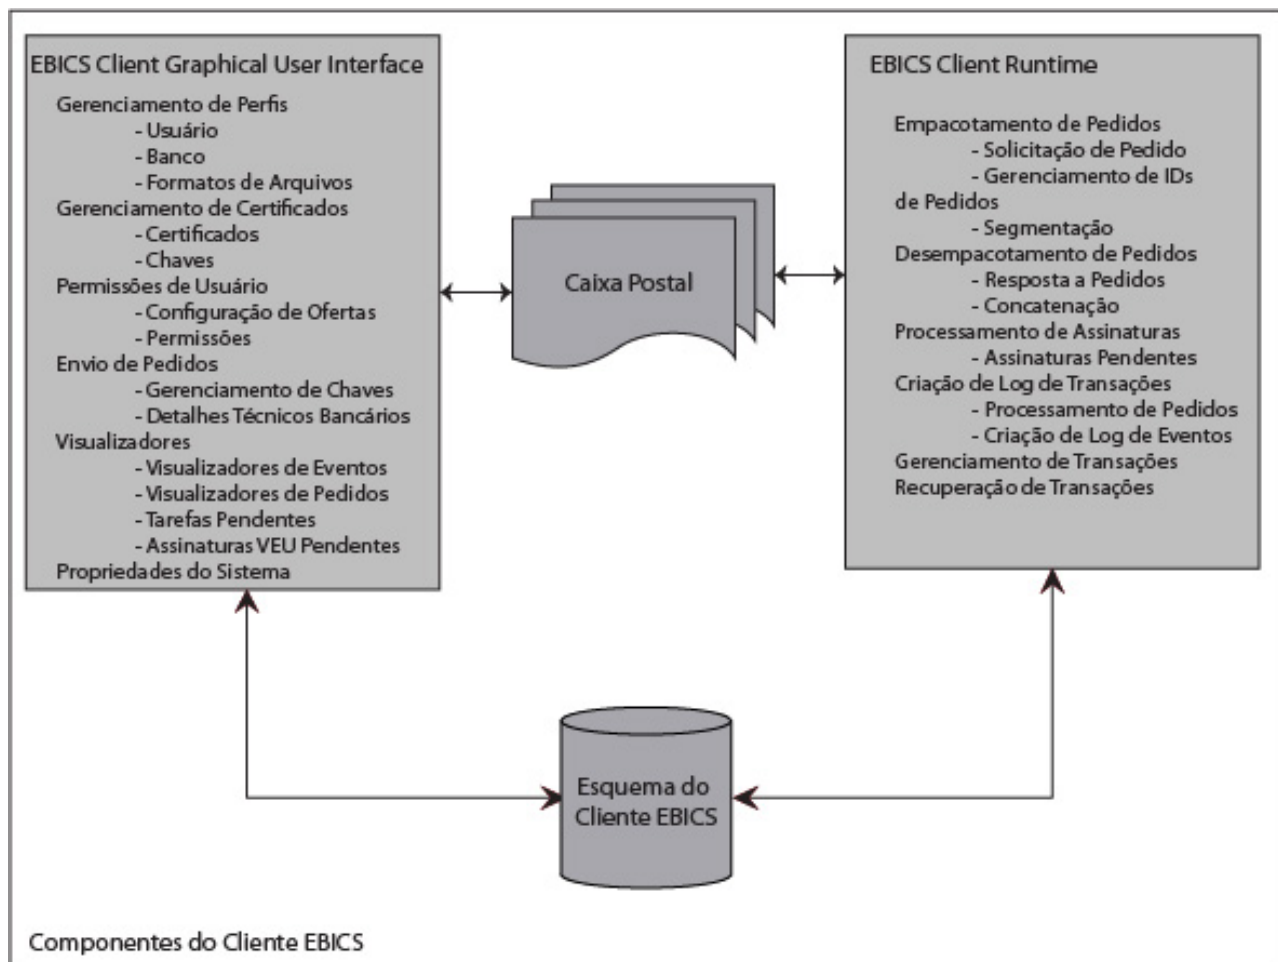 EBICS Client Graphical User Interface
Gerenciamento de Perfis
- Usuário
- Banco
- Formatos de Arquivos
Gerenciamento de Certificados
- Certificados
- Chaves
Permissões de Usuário
- Configuração de Ofertas
- Permissões
Envio de Pedidos
- Gerenciamento de Chaves
- Detalhes Técnicos Bancários
Visualizadores
- Visualizadores de Eventos
- Visualizadores de Pedidos
- Tarefas Pendentes
- Assinaturas VEU Pendentes
Propriedades do Sistema
Caixa Postal
EBICS Client Runtime
Empacotamento de Pedidos
- Solicitação de Pedido
- Gerenciamento de IDs
de Pedidos
- Segmentação
Desempacotamento de Pedidos
- Resposta a Pedidos
- Concatenação
Processamento de Assinaturas
- Assinaturas Pendentes
Criação de Log de Transações
- Processamento de Pedidos
- Criação de Log de Eventos
Gerenciamento de Transações
Recuperação de Transações
Esquema do
Cliente EBICS
Componentes do Cliente EBICS